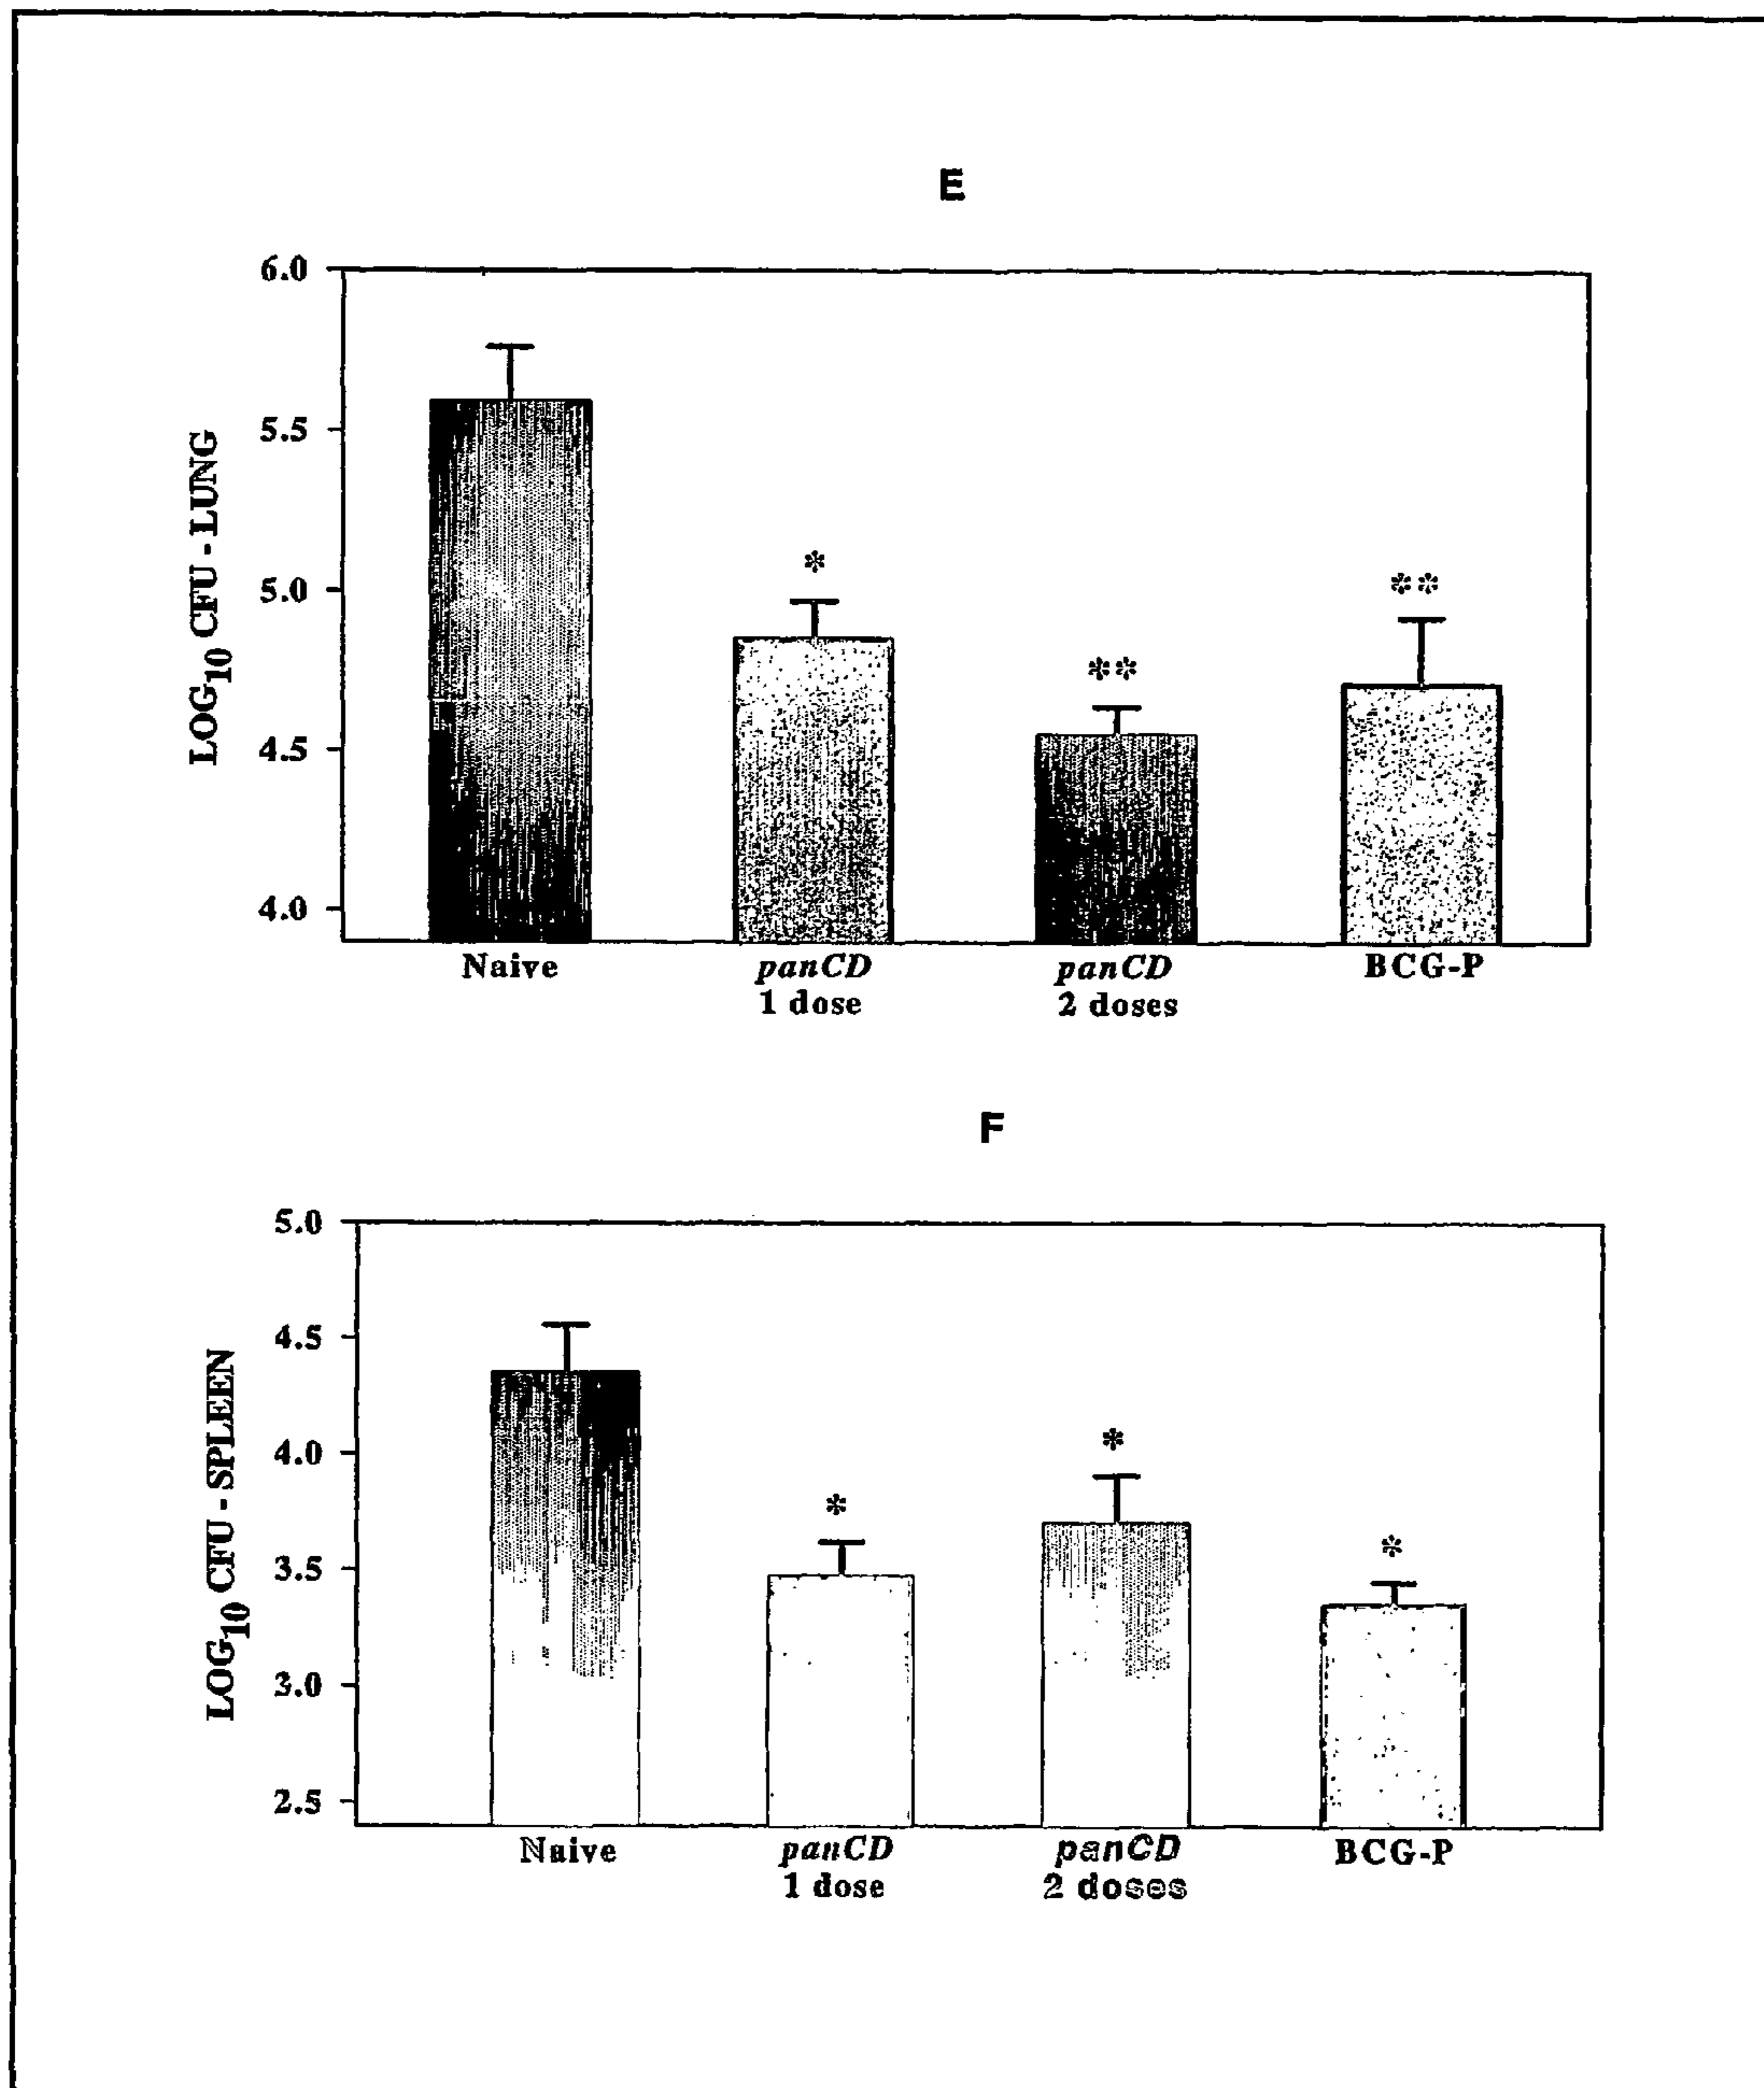 E
6.0
5.5
5.0
4.5
4.0
LOG10 CFU - LUNG
*
**
**
Naive
panCD
1 dose
panCD
2 doses
BCG-P
F
5.0
4.5
4.0
3.5
3.0
2.5
LOG10 CFU - SPLEEN
*
*
*
Naive
panCD
1 dose
panCD
2 doses
BCG-P